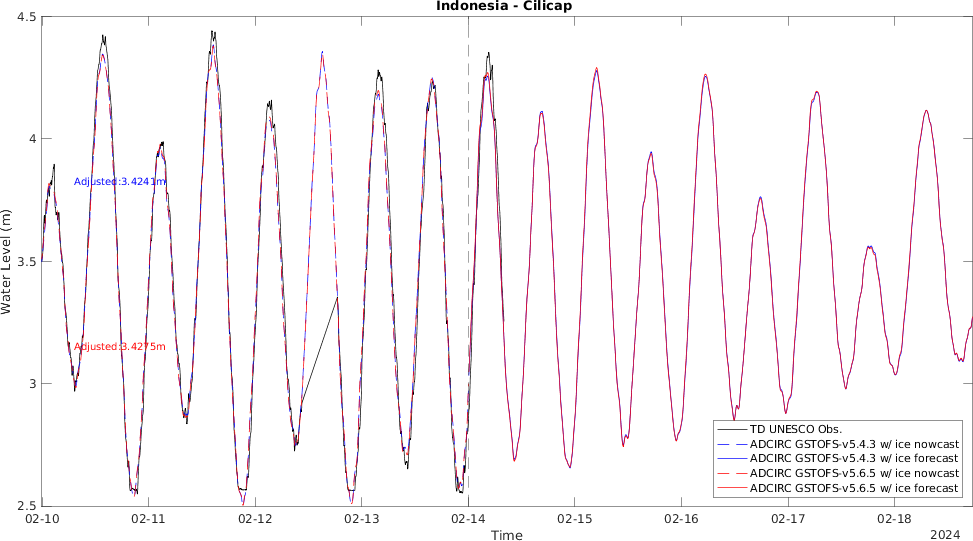 Indonesia - Cilicap
4.5
4
3.5
3
2.5
Water Level (m)
Adjusted:3.4241m
Adjusted:3.4275m
TD UNESCO Obs.
ADCIRC GSTOFS-v5.4.3 w/ ice nowcast
ADCIRC GSTOFS-v5.4.3 w/ ice forecast
ADCIRC GSTOFS-v5.6.5 w/ ice nowcast
ADCIRC GSTOFS-v5.6.5 w/ ice forecast
02-10 02-11 02-12 02-13 02-14 02-15 02-16 02-17 02-18
Time
2024